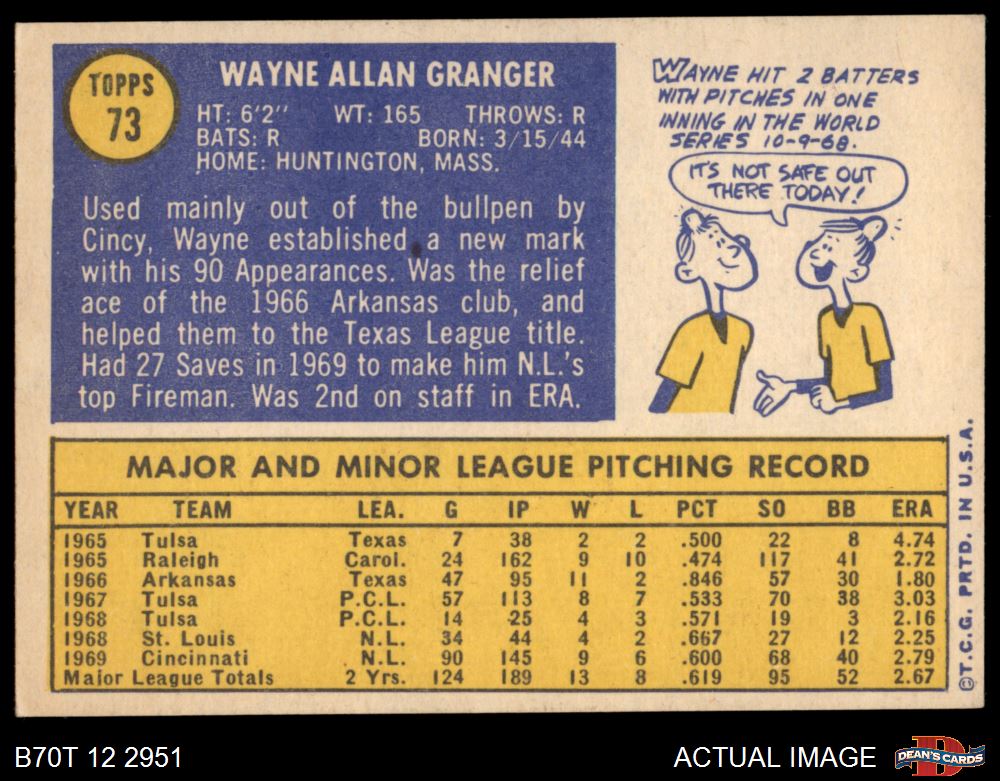 TOPPS
73
WAYNE ALLAN GRANGER
HT: 6'2" WT: 165 THROWS: R
BATS: R BORN: 3/15/44
HOME: HUNTINGTON, MASS.
Used mainly out of the bullpen by
Cincy, Wayne established a new mark
with his 90 Appearances. Was the relief
ace of the 1966 Arkansas club, and
helped them to the Texas League title.
Had 27 Saves in 1969 to make him N.L.'s
top Fireman. Was 2nd on staff in ERA.
WAYNE HIT 2 BATTERS
WITH PITCHES IN ONE
INNING IN THE WORLD
SERIES 10-9-68.
IT'S NOT SAFE OUT
THERE TODAY!
MAJOR AND MINOR LEAGUE PITCHING RECORD
YEAR TEAM LEA. G IP W L PCT SO BB ERA
1965 Tulsa Texas 7 38 2 2 .500 22 8 4.74
1965 Raleigh Carol. 24 162 9 10 .474 117 41 2.72
1966 Arkansas Texas 47 95 11 2 .846 57 30 1.80
1967 Tulsa P.C.L. 57 113 8 7 .533 70 38 3.03
1968 Tulsa P.C.L. 14 25 4 3 .571 19 3 2.16
1968 St. Louis N.L. 34 44 4 2 .667 27 12 2.25
1969 Cincinnati N.L. 90 145 9 6 .600 68 40 2.79
Major League Totals 2 Yrs. 124 189 13 8 .619 95 52 2.67
©T.C.G. PRTD. IN U.S.A.
B70T 12 2951
ACTUAL IMAGE
DEAN'S CARDS